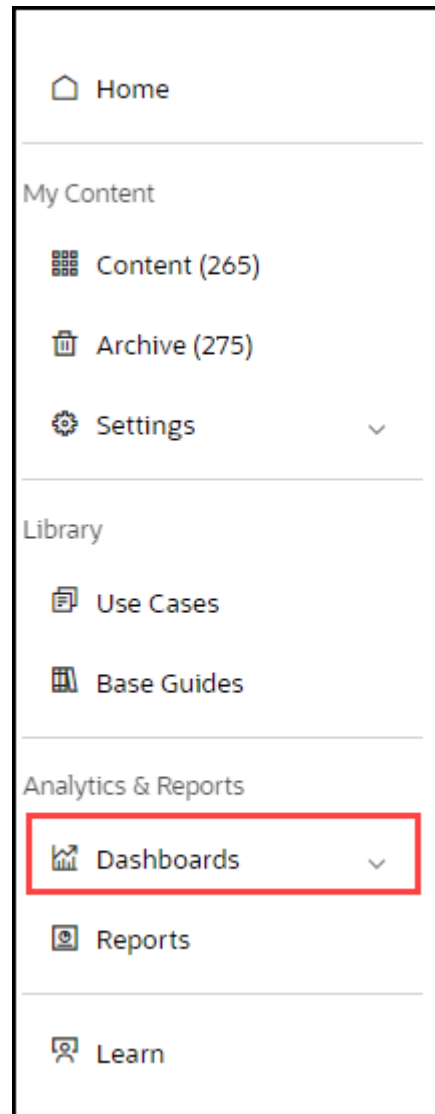 Home
My Content
Content (265)
Archive (275)
Settings
Library
Use Cases
Base Guides
Analytics & Reports
Dashboards
Reports
Learn